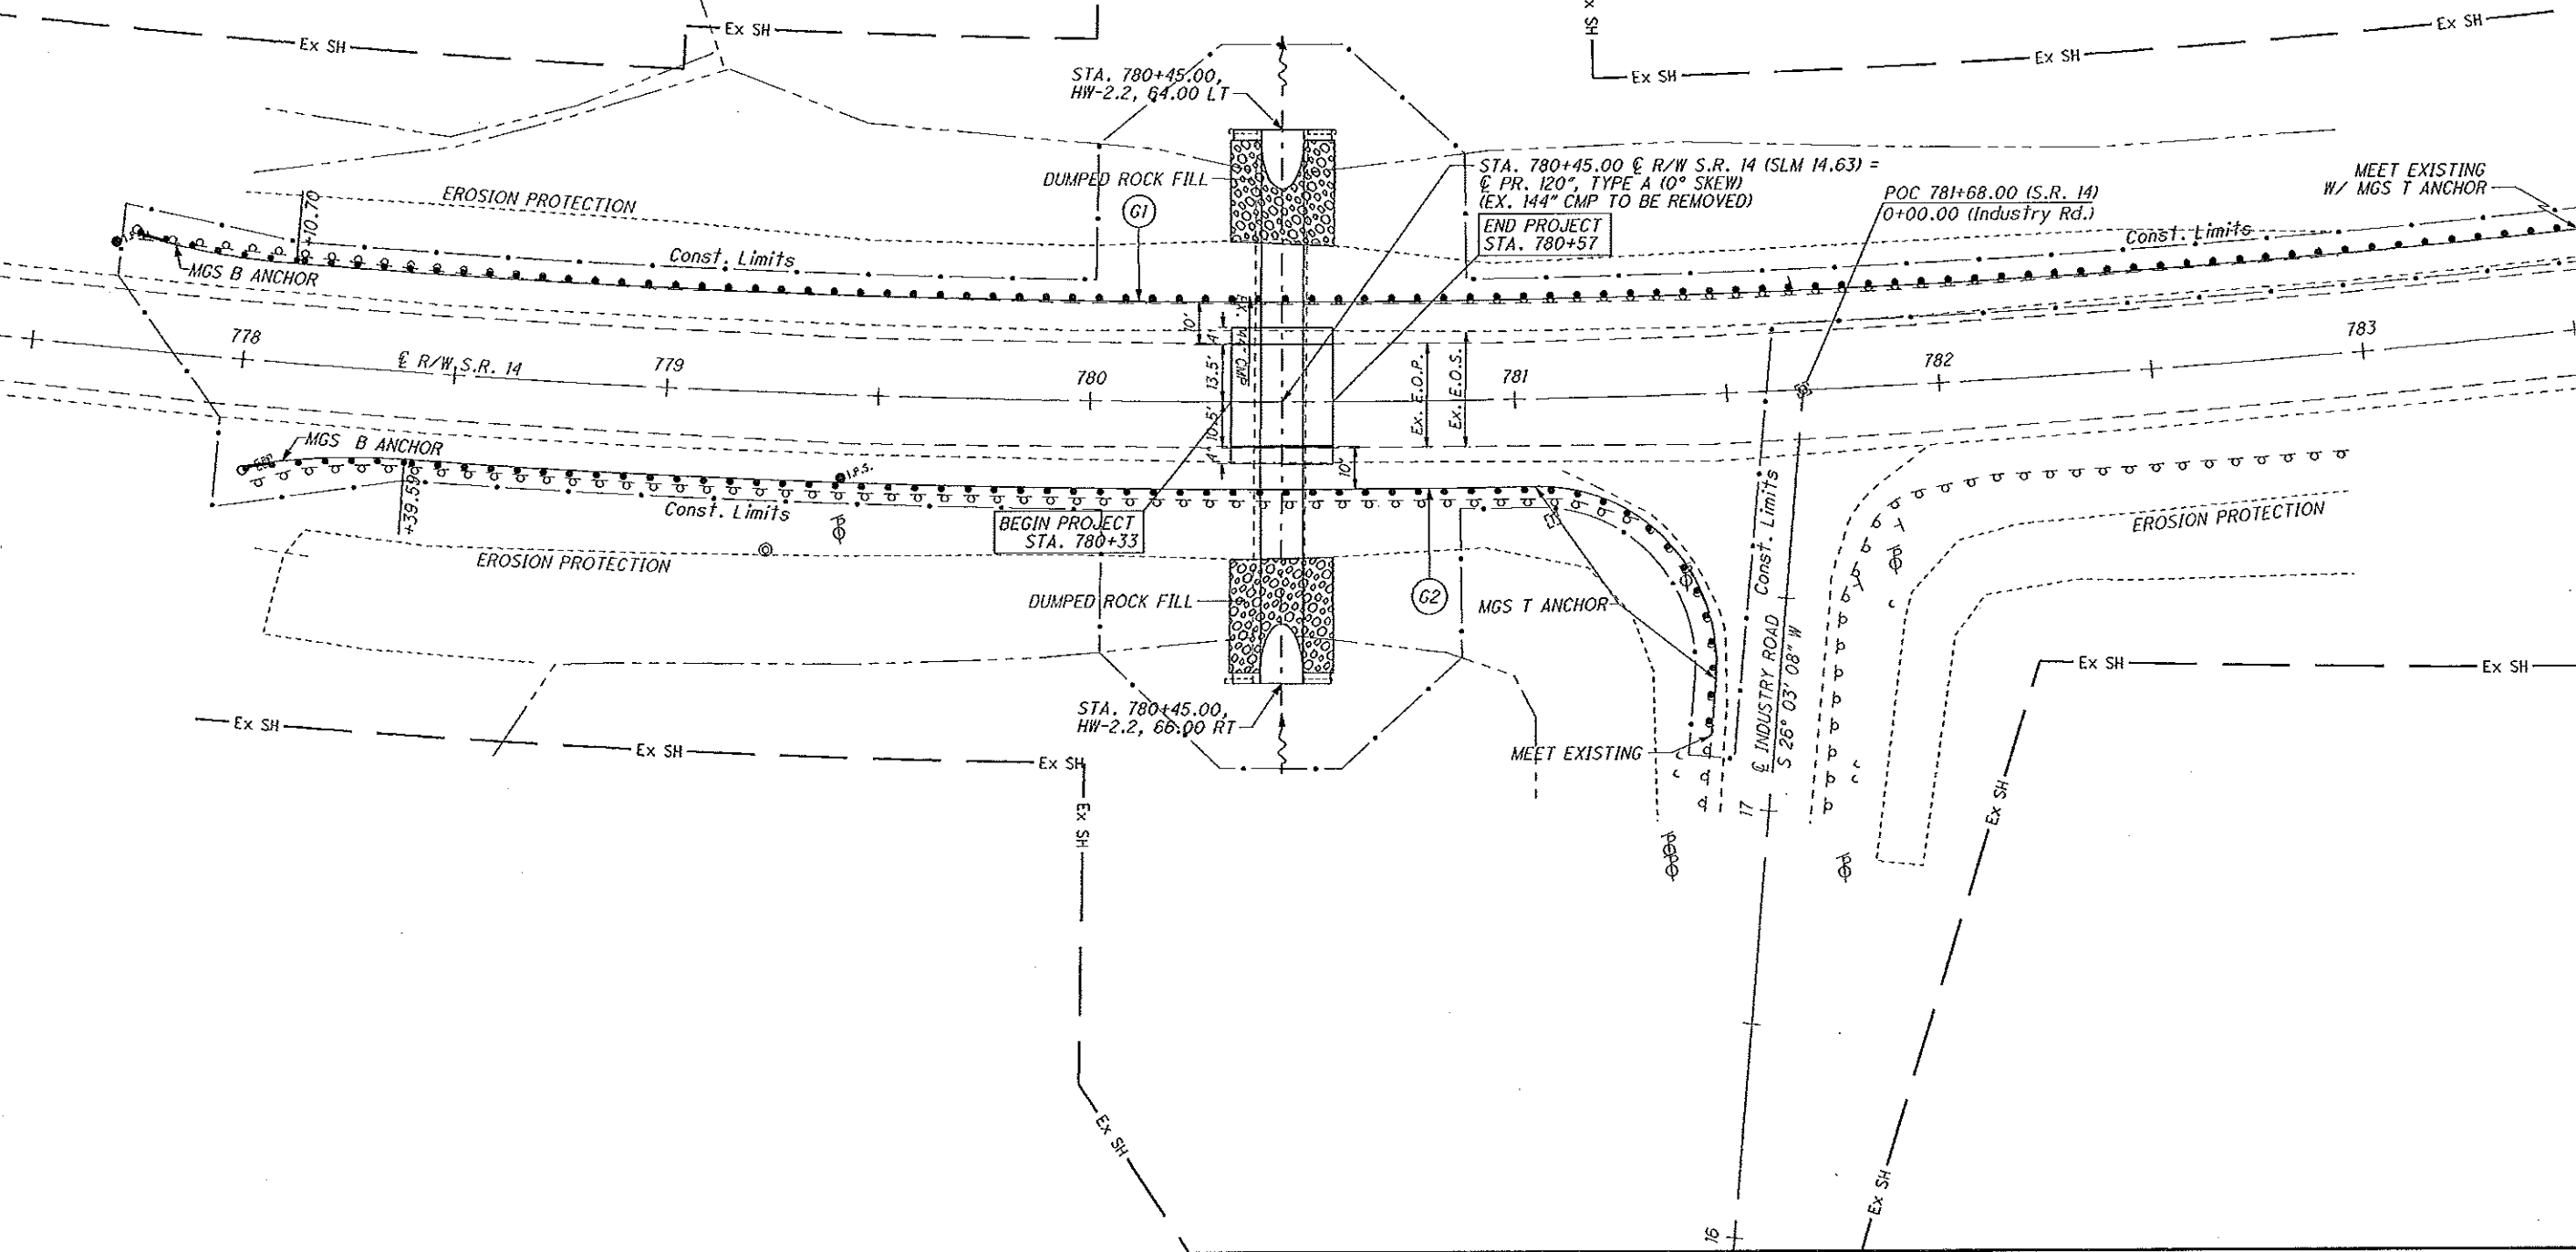 Ex SH
Ex SH
SH x
Ex SH
Ex SH
Ex SH
STA. 780+45.00,
HW-2.2, 64.00 LT
DUMPED ROCK FILL
STA. 780+45.00 ℄ R/W S.R. 14 (SLM 14.63) =
℄ PR. 120", TYPE A (0° SKEW)
(EX. 144" CMP TO BE REMOVED)
END PROJECT
STA. 780+57
POC 781+68.00 (S.R. 14)
0+00.00 (Industry Rd.)
MEET EXISTING
W/ MGS T ANCHOR
EROSION PROTECTION
+10.70
G1
Const. Limits
Const. Limits
MGS B ANCHOR
778
℄ R/W S.R. 14
779
780
781
782
783
10'
4'
13.5'
10.5'
4'
10'
Ex. E.O.P.
Ex. E.O.S.
MGS B ANCHOR
+39.59
I.P.S.
Const. Limits
BEGIN PROJECT
STA. 780+33
EROSION PROTECTION
DUMPED ROCK FILL
G2
MGS T ANCHOR
Const. Limits
℄ INDUSTRY ROAD
S 26° 03' 08" W
EROSION PROTECTION
STA. 780+45.00,
HW-2.2, 66.00 RT
MEET EXISTING
17
16
Ex SH
Ex SH
Ex SH
Ex SH
Ex SH
Ex SH
Ex SH
Ex SH
Ex SH